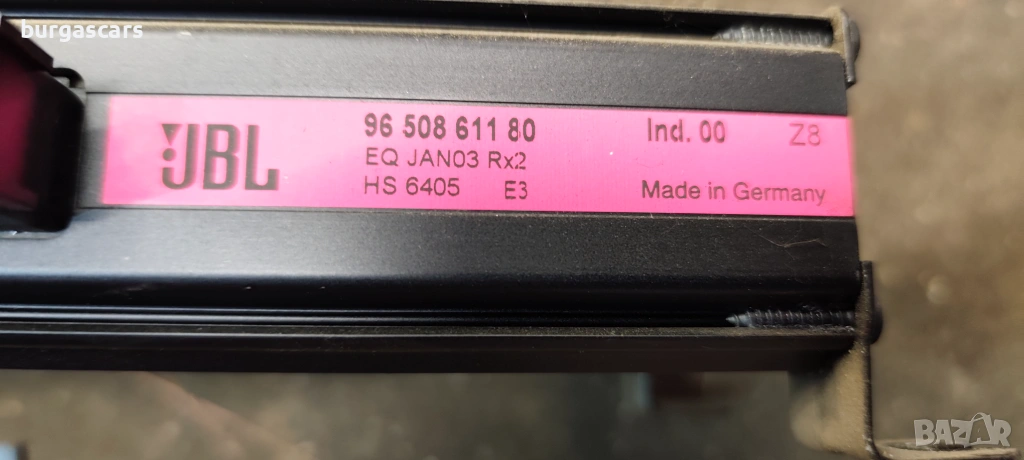 burgascars
JBL
96 508 611 80 Ind. 00 Z8
EQ JAN03 Rx2
HS 6405 E3 Made in Germany
BAZAR